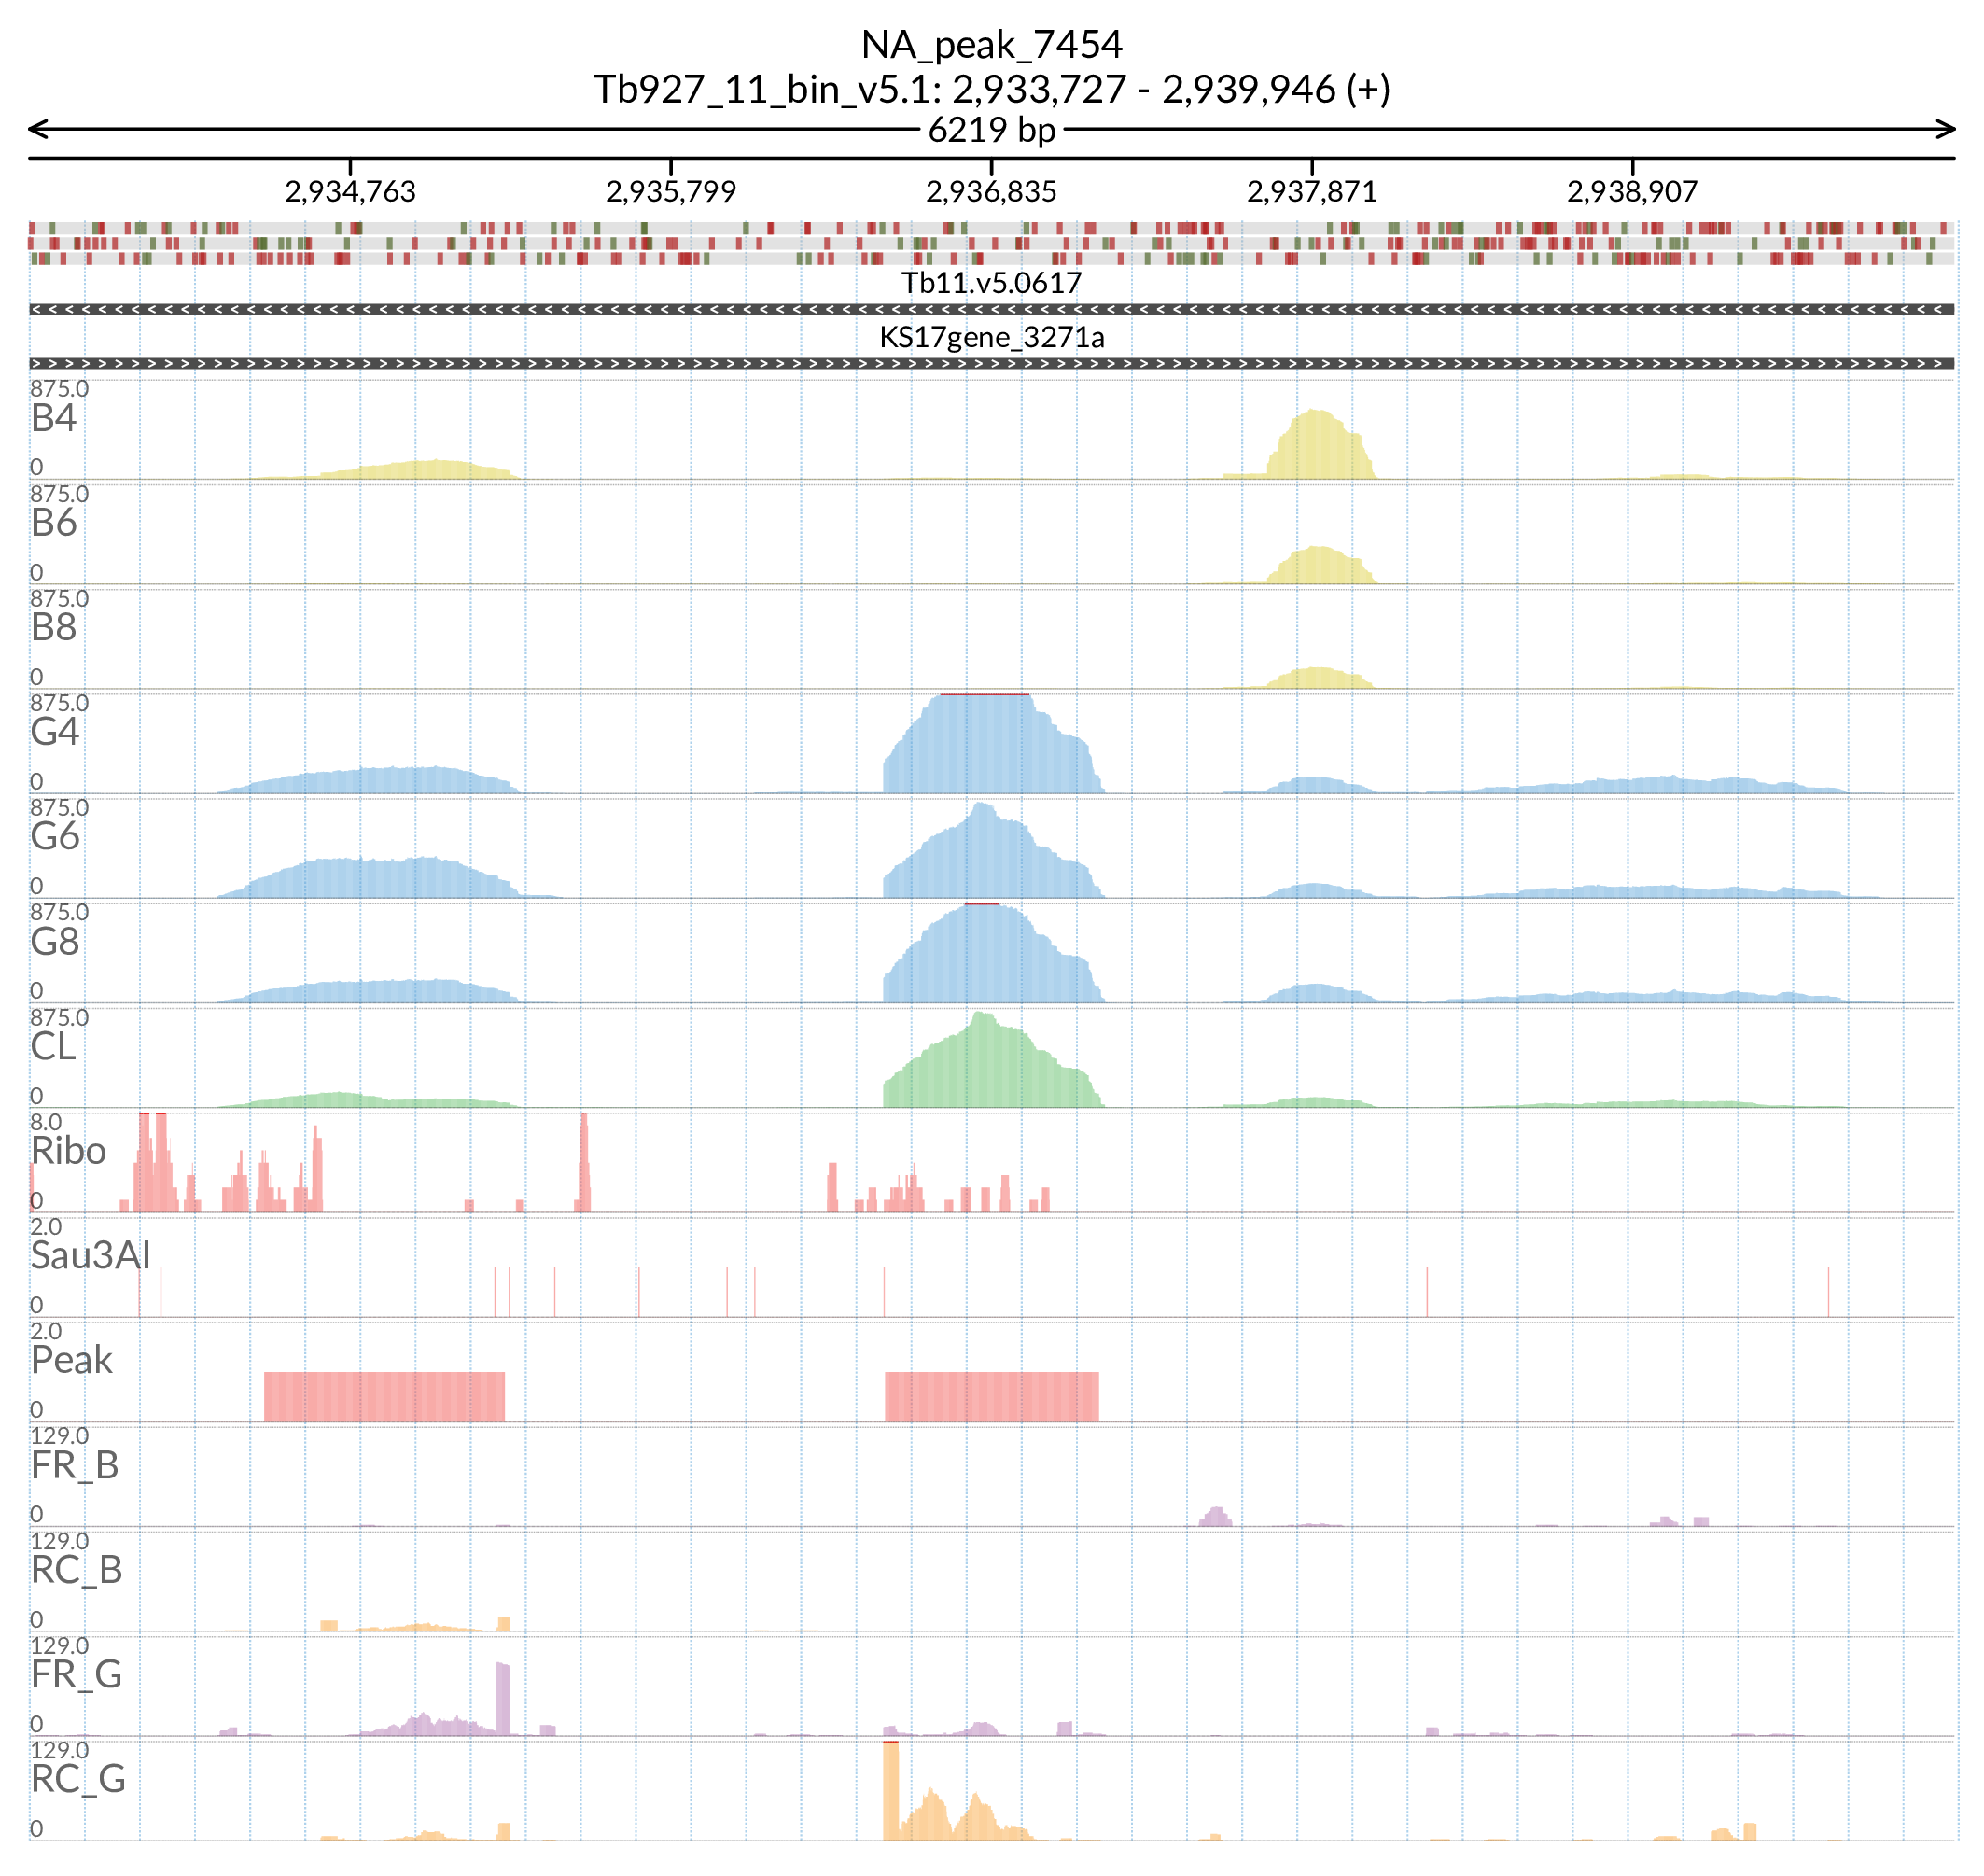 NA_peak_7454
Tb927_11_bin_v5.1: 2,933,727 - 2,939,946 (+)
6219 bp
2,934,763 2,935,799 2,936,835 2,937,871 2,938,907
Tb11.v5.0617
KS17gene_3271a
875.0
B4
0
875.0
B6
0
875.0
B8
0
875.0
G4
0
875.0
G6
0
875.0
G8
0
875.0
CL
0
8.0
Ribo
0
2.0
Sau3AI
0
2.0
Peak
0
129.0
FR_B
0
129.0
RC_B
0
129.0
FR_G
0
129.0
RC_G
0